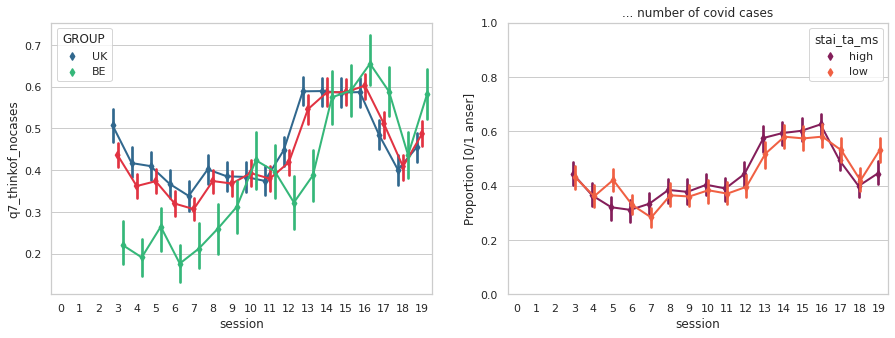 ... number of covid cases
GROUP
UK
BE
q7_thinkof_nocases
0.7
0.6
0.5
0.4
0.3
0.2
0 1 2 3 4 5 6 7 8 9 10 11 12 13 14 15 16 17 18 19
session
stai_ta_ms
high
low
Proportion [0/1 anser]
1.0
0.8
0.6
0.4
0.2
0.0
0 1 2 3 4 5 6 7 8 9 10 11 12 13 14 15 16 17 18 19
session